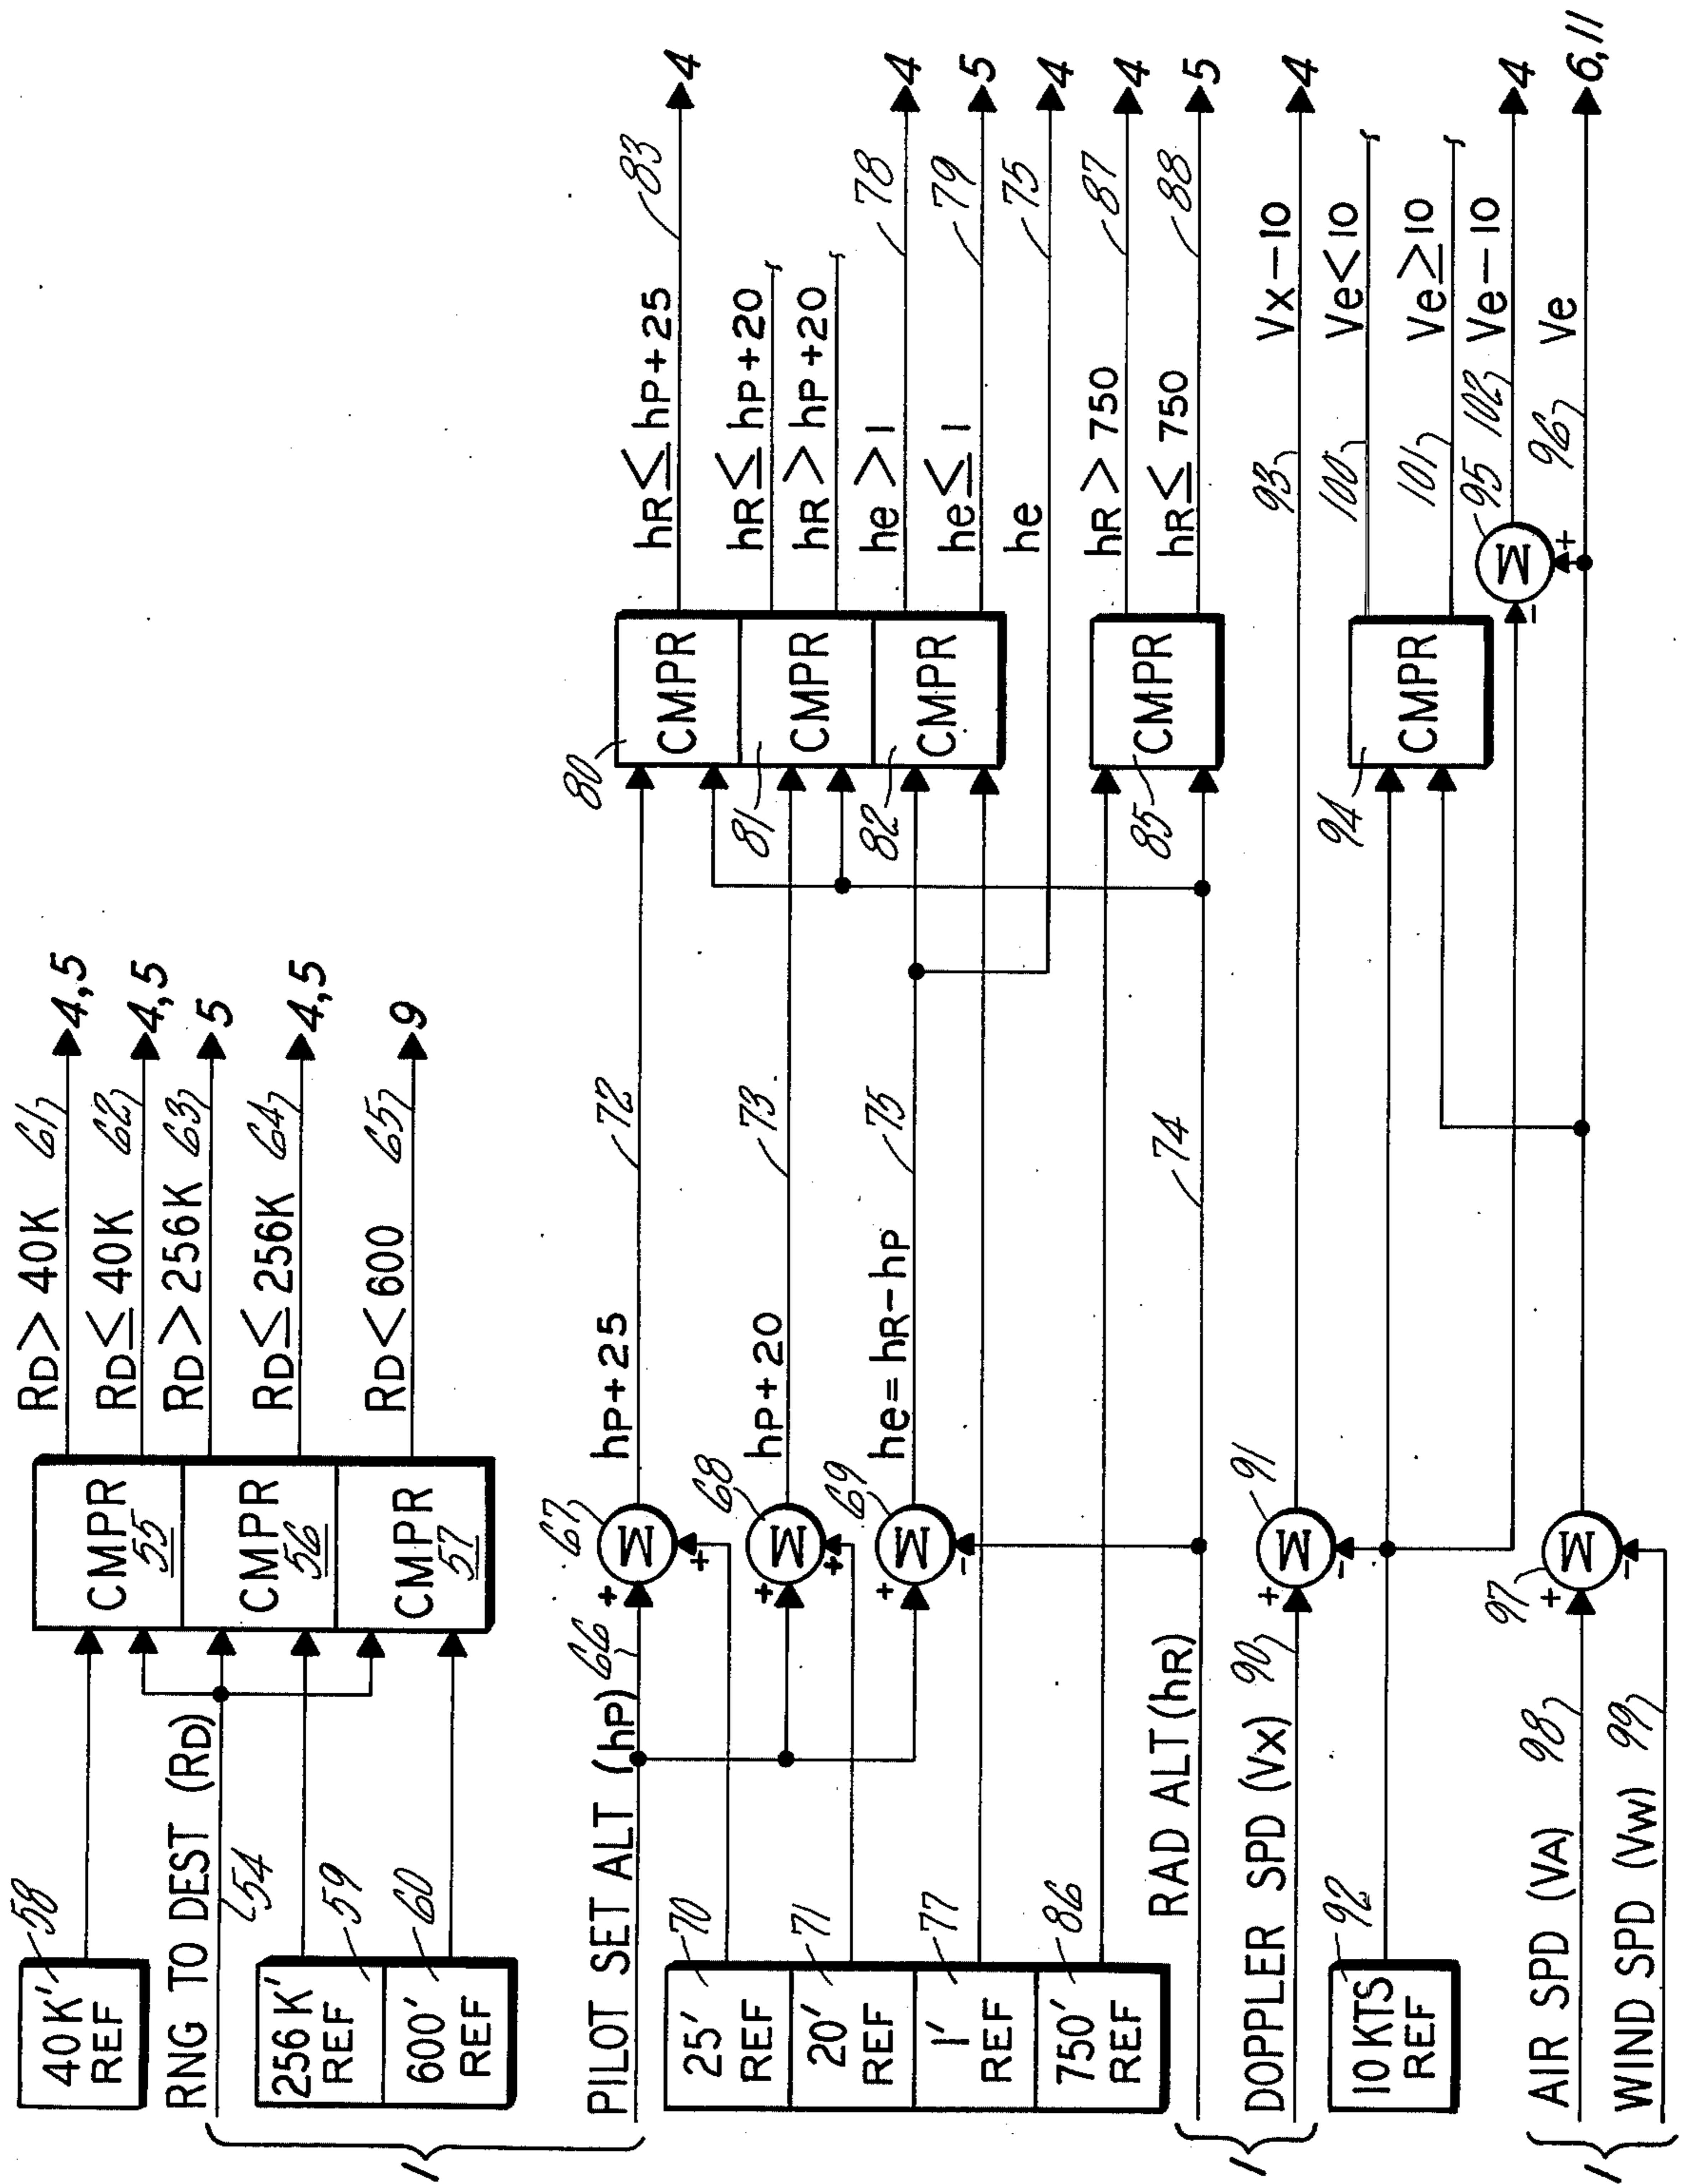 40K' REF 58
RNG TO DEST (RD)
54
256K' REF 59
600' REF 60
CMPR 55
CMPR 56
CMPR 57
RD>40K 61 4,5
RD≤40K 62 4,5
RD>256K 63 5
RD≤256K 64 4,5
RD<600 65 9
1
PILOT SET ALT (hP) 66
25' REF 70
20' REF 71
1' REF 77
750' REF 86
+ Σ 67
+
+ Σ 68
+
+ Σ 69
-
hP+25 72
hP+20 73
he=hR-hP 75
80 CMPR
81 CMPR
82 CMPR
hR≤hP+25 83 4
hR≤hP+20
hR>hP+20
he>1 78 4
he≤1 79 5
he 75 4
85 CMPR
hR>750 87 4
hR≤750 88 5
RAD ALT (hR) 74
1
DOPPLER SPD (Vx) 90
+ Σ 91
-
Vx-10 93 4
10 KTS REF 92
94 CMPR
Ve<10 100
Ve≥10 101
- Σ 95
+
Ve-10 102 4
Ve 96 6,11
1
AIR SPD (VA) 98
WIND SPD (VW) 99
+ Σ 97
-